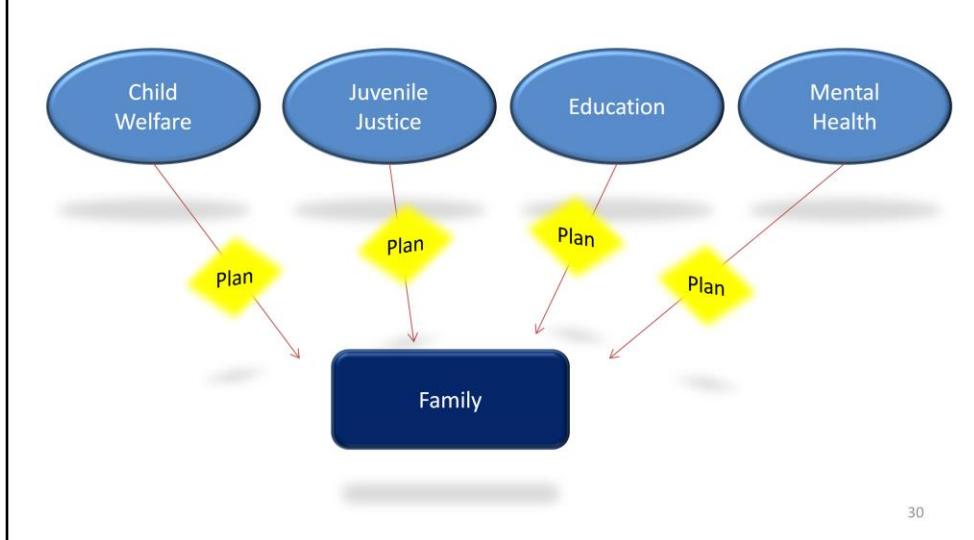 Child
Welfare
Juvenile
Justice
Education
Mental
Health
Plan
Plan
Plan
Plan
Family
30